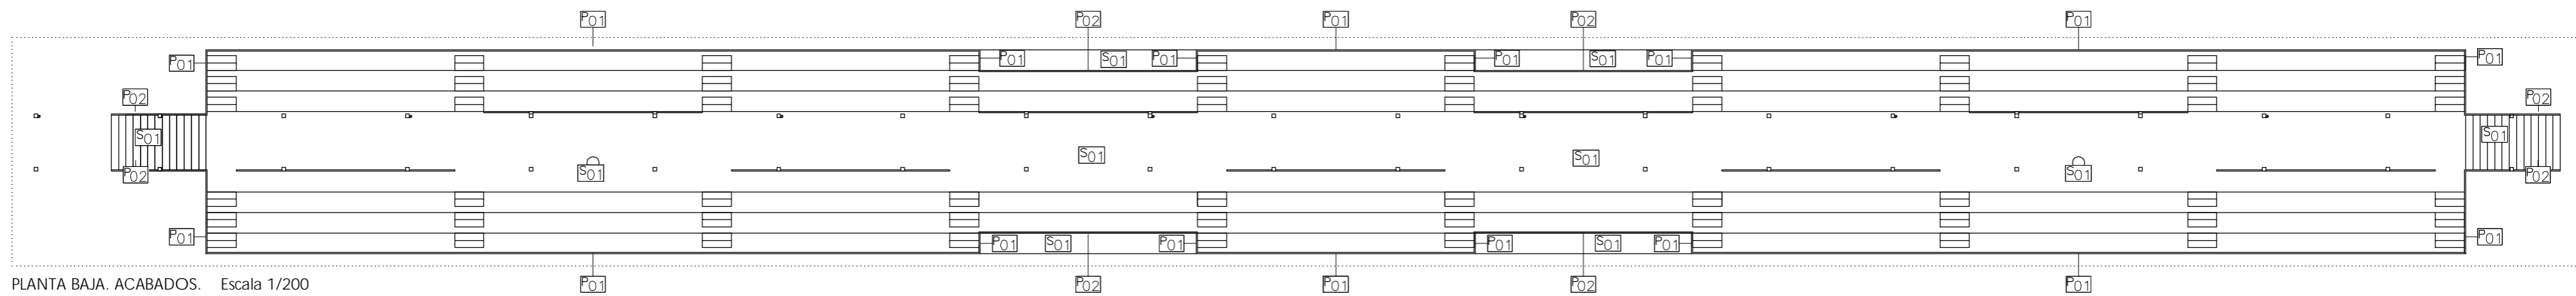 P01 P02 P01 P02 P01
P01 P01 S01 P01 P01 S01 P01 P01
P02 P02
S01 S01
S01 S01
P02 S01 S01 P02
P01 P01 S01 P01 P01 S01 P01 P01
PLANTA BAJA. ACABADOS. Escala 1/200
P01 P02 P01 P02 P01